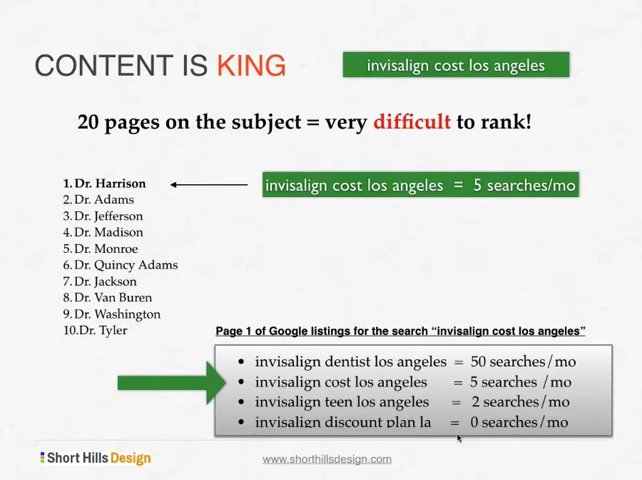 CONTENT IS KING
invisalign cost los angeles
20 pages on the subject = very difficult to rank!
1. Dr. Harrison
invisalign cost los angeles = 5 searches/mo
2. Dr. Adams
3. Dr. Jefferson
4. Dr. Madison
5. Dr. Monroe
6. Dr. Quincy Adams
7. Dr. Jackson
8. Dr. Van Buren
9. Dr. Washington
10.Dr. Tyler
Page 1 of Google listings for the search “invisalign cost los angeles”
• invisalign dentist los angeles = 50 searches/mo
• invisalign cost los angeles = 5 searches /mo
• invisalign teen los angeles = 2 searches/mo
• invisalign discount plan la = 0 searches/mo
Short Hills Design
www.shorthillsdesign.com